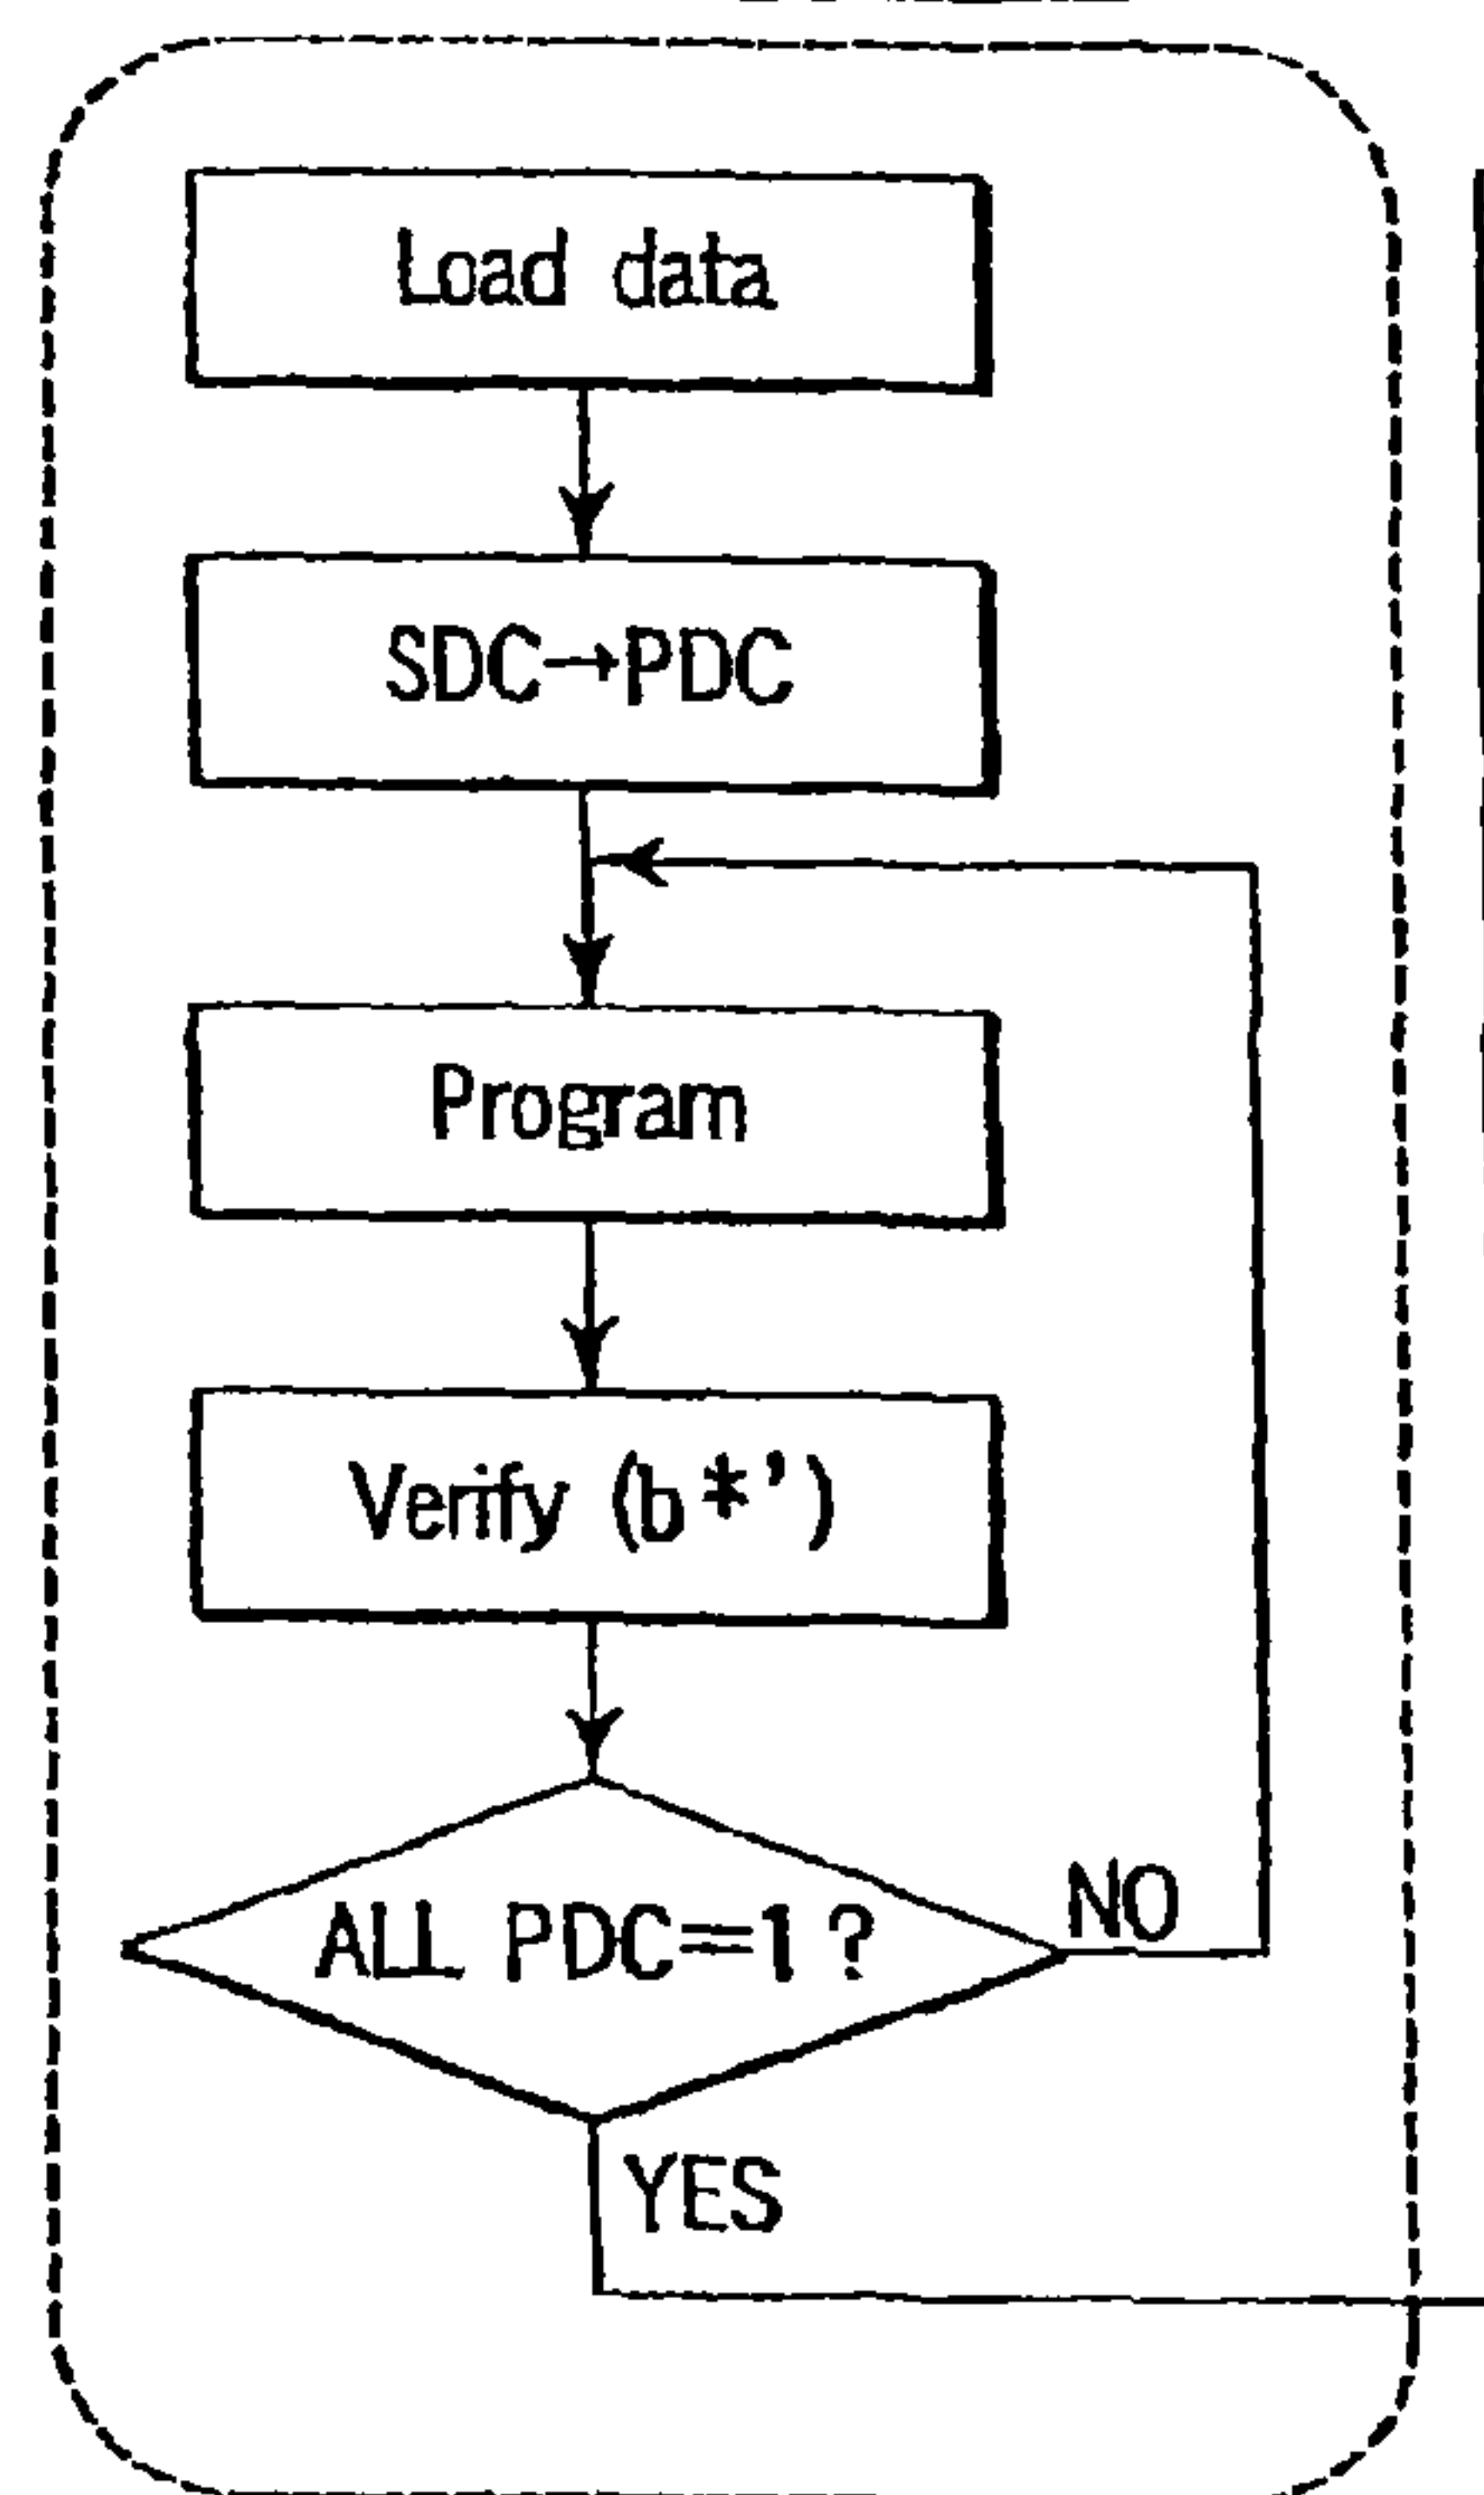 Load data
SDC→PDC
Program
Verify (b*')
ALL PDC=1?
NO
YES